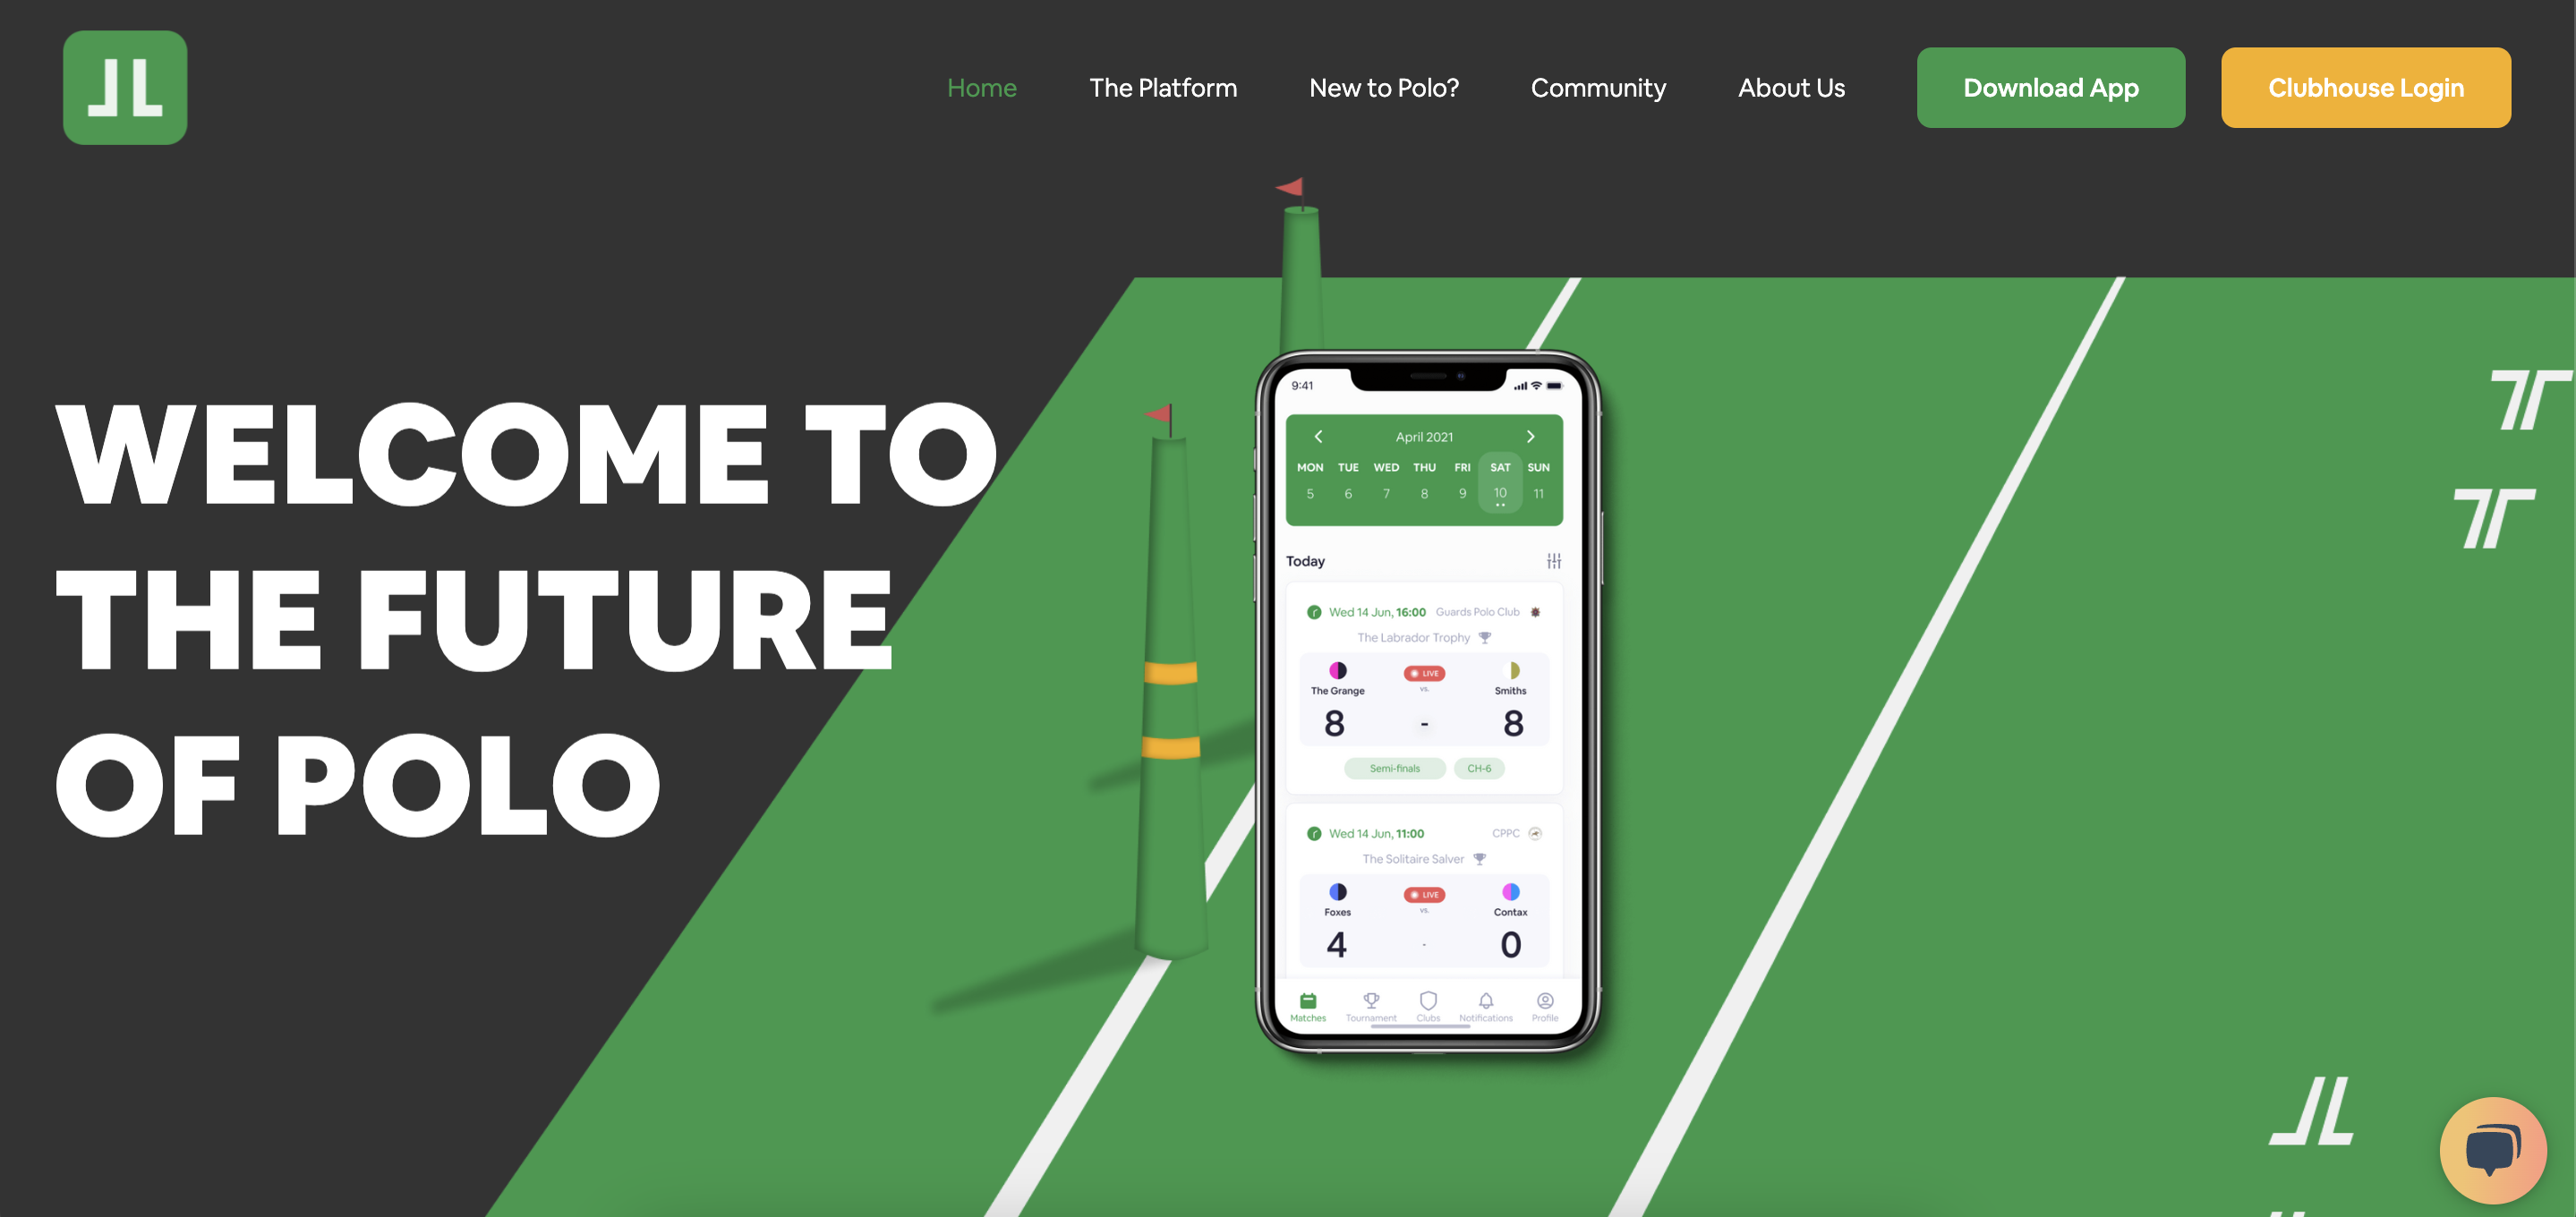 Home The Platform New to Polo? Community About Us Download App Clubhouse Login
WELCOME TO
THE FUTURE
OF POLO
9:41
April 2021
MON TUE WED THU FRI SAT SUN
5 6 7 8 9 10 11
Today
Wed 14 Jun, 16:00 Guards Polo Club
The Labrador Trophy
LIVE
vs.
The Grange Smiths
8 - 8
Semi-finals CH-6
Wed 14 Jun, 11:00 CPPC
The Solitaire Salver
LIVE
vs.
Foxes Contax
4 - 0
Matches Tournament Clubs Notifications Profile